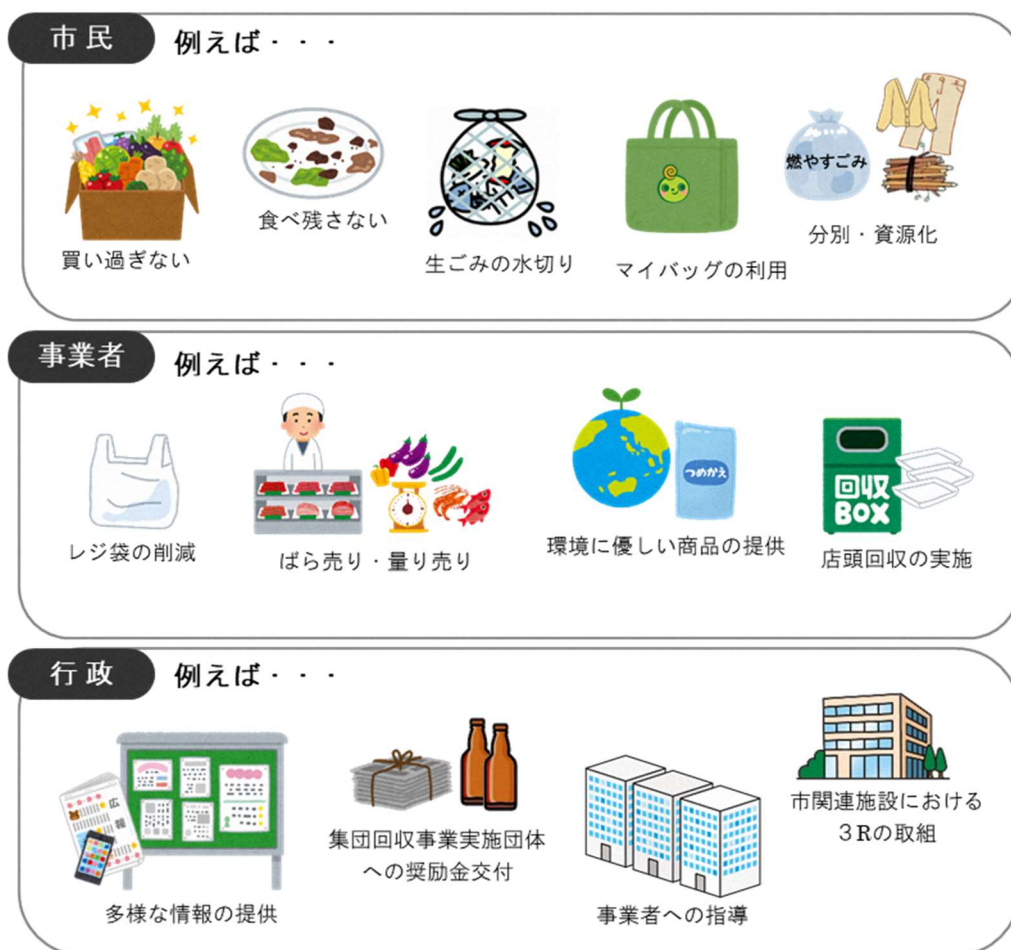 市民
例えば・・・
買い過ぎない
食べ残さない
生ごみの水切り
マイバッグの利用
燃やすごみ
分別・資源化
事業者
例えば・・・
レジ袋の削減
ばら売り・量り売り
つめかえ
環境に優しい商品の提供
回収
BOX
店頭回収の実施
行政
例えば・・・
広報
多様な情報の提供
集団回収事業実施団体
への奨励金交付
事業者への指導
市関連施設における
３Rの取組